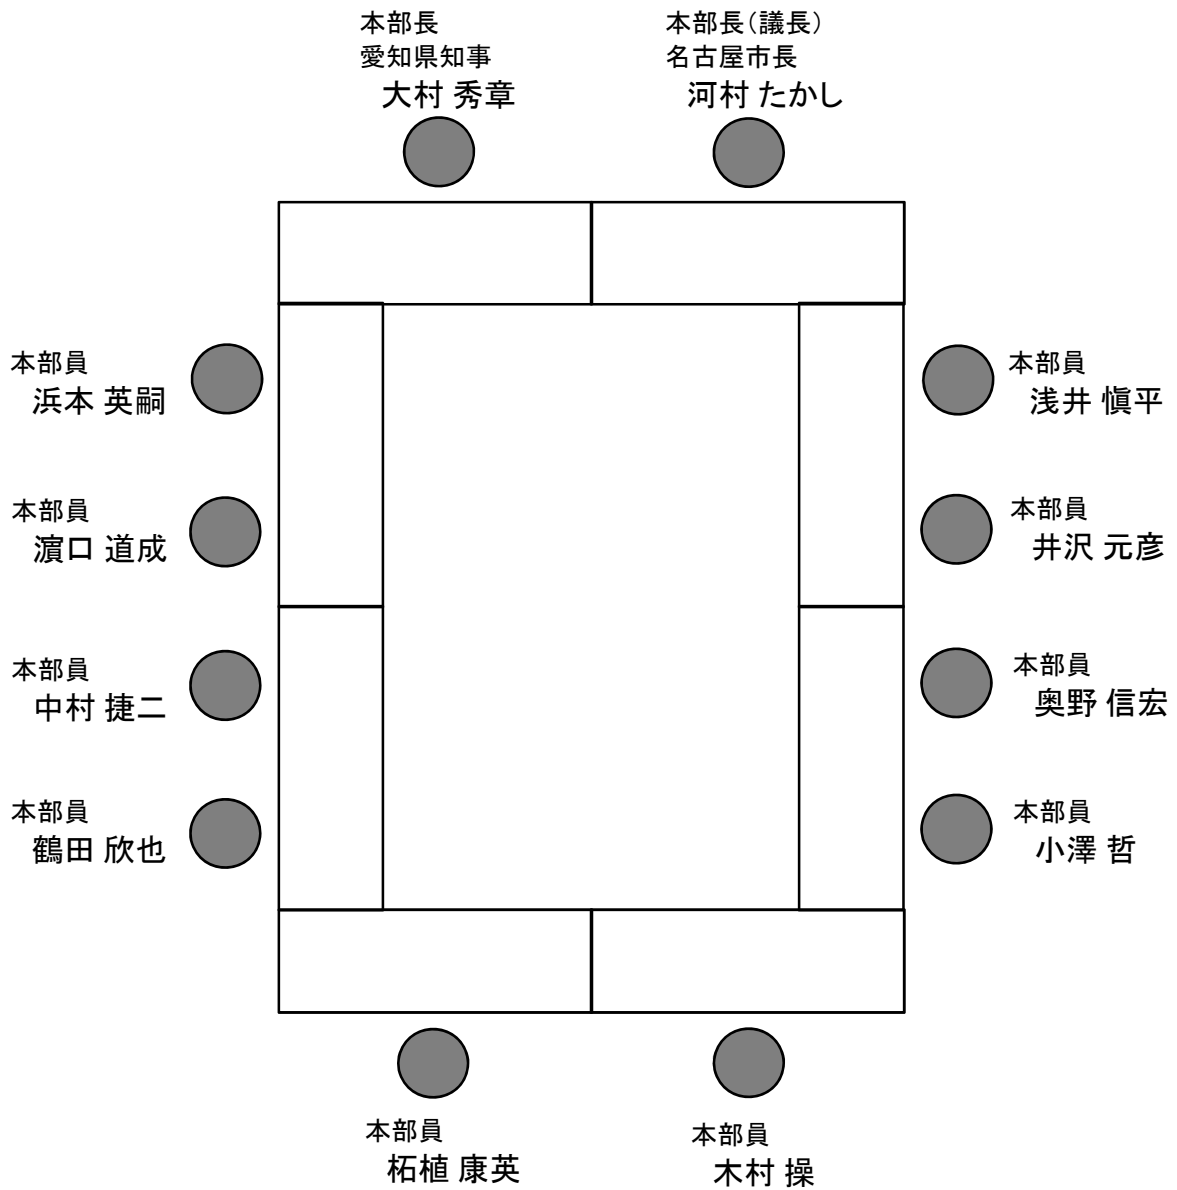 本部長
愛知県知事
大村 秀章
本部長（議長）
名古屋市長
河村 たかし
本部員
浜本 英嗣
本部員
浅井 愼平
本部員
濵口 道成
本部員
井沢 元彦
本部員
中村 捷二
本部員
奥野 信宏
本部員
鶴田 欣也
本部員
小澤 哲
本部員
柘植 康英
本部員
木村 操